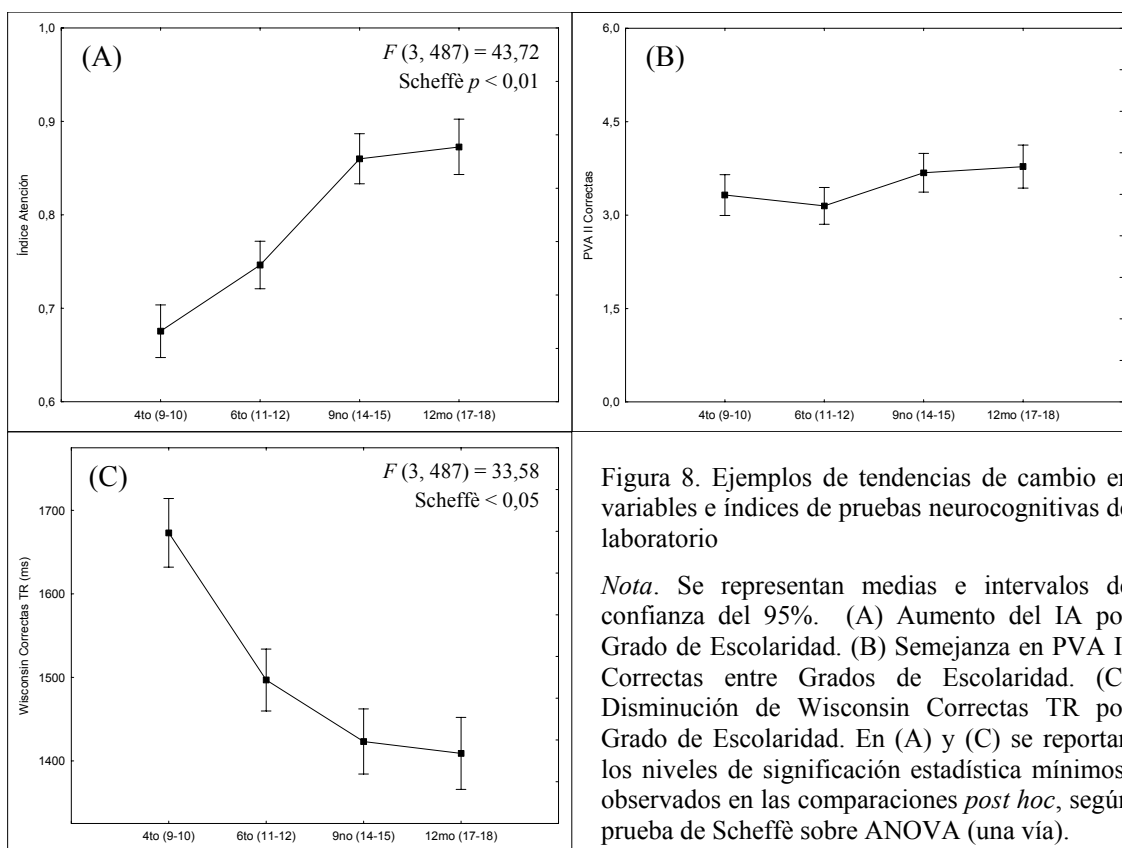 (A)
F (3, 487) = 43,72
Scheffè p < 0,01
1,0
0,9
0,8
0,7
0,6
Índice Atención
4to (9-10) 6to (11-12) 9no (14-15) 12mo (17-18)
(B)
6,0
4,5
3,0
1,5
0,0
PVA II Correctas
4to (9-10) 6to (11-12) 9no (14-15) 12mo (17-18)
(C)
F (3, 487) = 33,58
Scheffè < 0,05
1700
1600
1500
1400
Wisconsin Correctas TR (ms)
4to (9-10) 6to (11-12) 9no (14-15) 12mo (17-18)
Figura 8. Ejemplos de tendencias de cambio en
variables e índices de pruebas neurocognitivas de
laboratorio
Nota. Se representan medias e intervalos de
confianza del 95%. (A) Aumento del IA por
Grado de Escolaridad. (B) Semejanza en PVA II
Correctas entre Grados de Escolaridad. (C)
Disminución de Wisconsin Correctas TR por
Grado de Escolaridad. En (A) y (C) se reportan
los niveles de significación estadística mínimos
observados en las comparaciones post hoc, según
prueba de Scheffè sobre ANOVA (una vía).